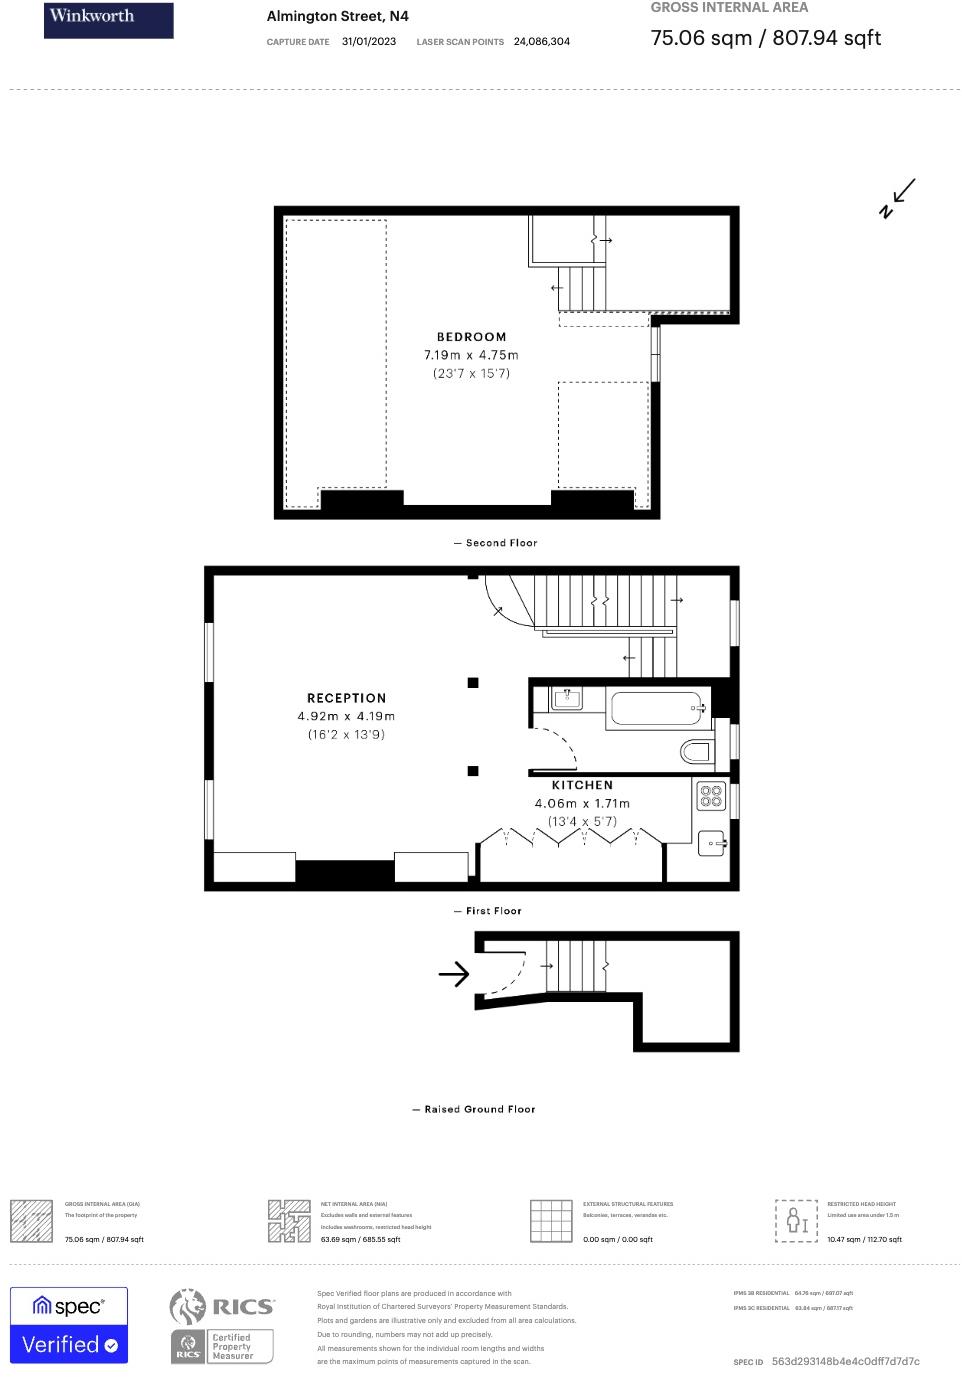 Winkworth
Almington Street, N4
CAPTURE DATE 31/01/2023 LASER SCAN POINTS 24,086,304
GROSS INTERNAL AREA
75.06 sqm / 807.94 sqft
N
BEDROOM
7.19m x 4.75m
(23'7 x 15'7)
— Second Floor
RECEPTION
4.92m x 4.19m
(16'2 x 13'9)
KITCHEN
4.06m x 1.71m
(13'4 x 5'7)
— First Floor
— Raised Ground Floor
GROSS INTERNAL AREA (GIA)
The footprint of the property
75.06 sqm / 807.94 sqft
NET INTERNAL AREA (NIA)
Excludes walls and external features
Includes washrooms, restricted head height
63.69 sqm / 685.55 sqft
EXTERNAL STRUCTURAL FEATURES
Balconies, terraces, verandas etc.
0.00 sqm / 0.00 sqft
RESTRICTED HEAD HEIGHT
Limited use area under 1.5 m
10.47 sqm / 112.70 sqft
spec
Verified
RICS
RICS
Certified
Property
Measurer
Spec Verified floor plans are produced in accordance with
Royal Institution of Chartered Surveyors' Property Measurement Standards.
Plots and gardens are illustrative only and excluded from all area calculations.
Due to rounding, numbers may not add up precisely.
All measurements shown for the individual room lengths and widths
are the maximum points of measurements captured in the scan.
IPMS 3B RESIDENTIAL 64.76 sqm / 697.07 sqft
IPMS 3C RESIDENTIAL 63.84 sqm / 687.17 sqft
SPEC ID 563d293148b4e4c0dff7d7d7c